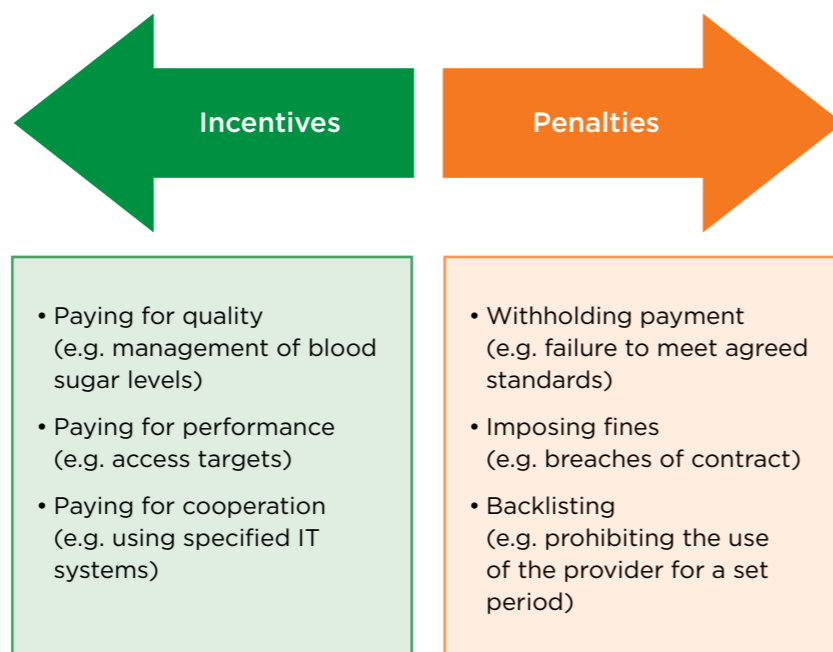 Incentives
Penalties
• Paying for quality
(e.g. management of blood
sugar levels)
• Paying for performance
(e.g. access targets)
• Paying for cooperation
(e.g. using specified IT
systems)
• Withholding payment
(e.g. failure to meet agreed
standards)
• Imposing fines
(e.g. breaches of contract)
• Backlisting
(e.g. prohibiting the use
of the provider for a set
period)